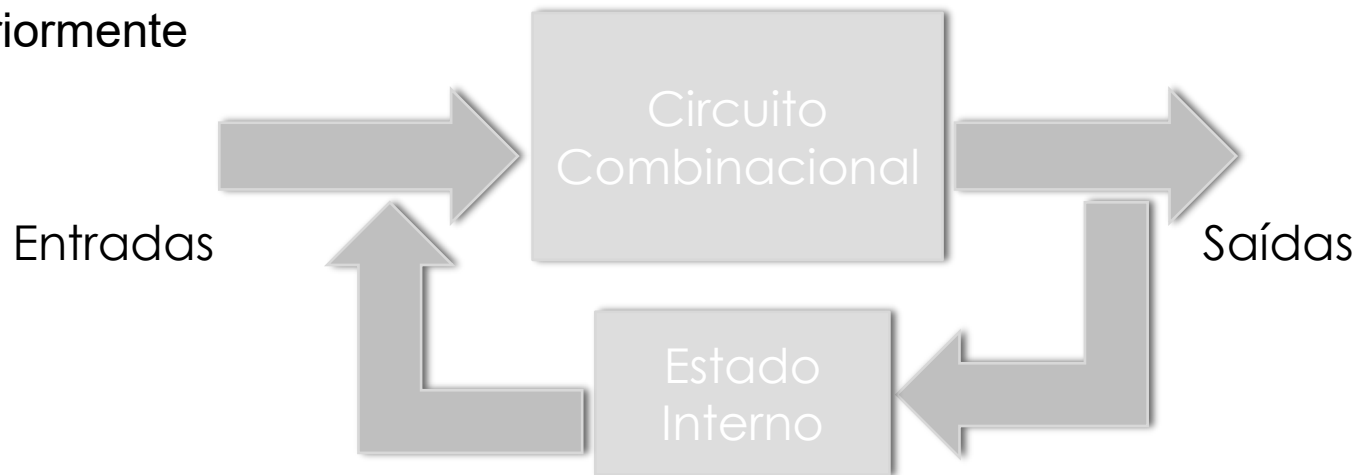 riormente
Circuito
Combinacional
Entradas
Saídas
Estado
Interno